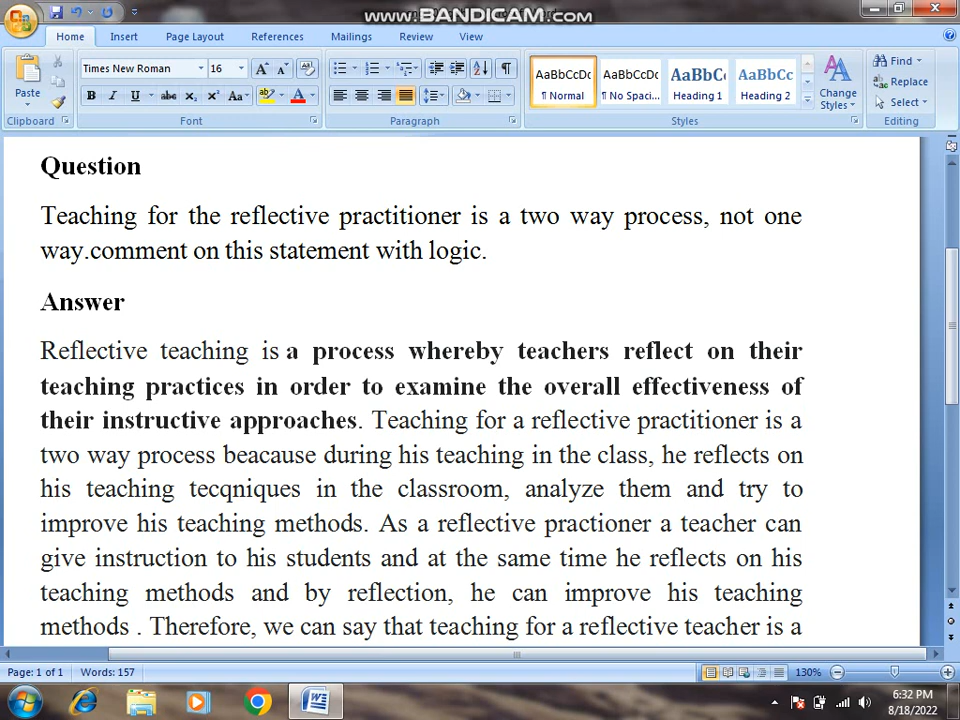 www.BANDICAM.com
Home Insert Page Layout References Mailings Review View
Paste
Times New Roman 16
B I U abc X₂ X² Aa A
AaBbCcDc AaBbCcDc AaBbC AaBbCc
¶ Normal ¶ No Spaci... Heading 1 Heading 2
Change Styles
Find
Replace
Select
Clipboard Font Paragraph Styles Editing
Question
Teaching for the reflective practitioner is a two way process, not one
way.comment on this statement with logic.
Answer
Reflective teaching is a process whereby teachers reflect on their
teaching practices in order to examine the overall effectiveness of
their instructive approaches. Teaching for a reflective practitioner is a
two way process beacause during his teaching in the class, he reflects on
his teaching tecqniques in the classroom, analyze them and try to
improve his teaching methods. As a reflective practioner a teacher can
give instruction to his students and at the same time he reflects on his
teaching methods and by reflection, he can improve his teaching
methods . Therefore, we can say that teaching for a reflective teacher is a
Page: 1 of 1 Words: 157 130%
6:32 PM
8/18/2022